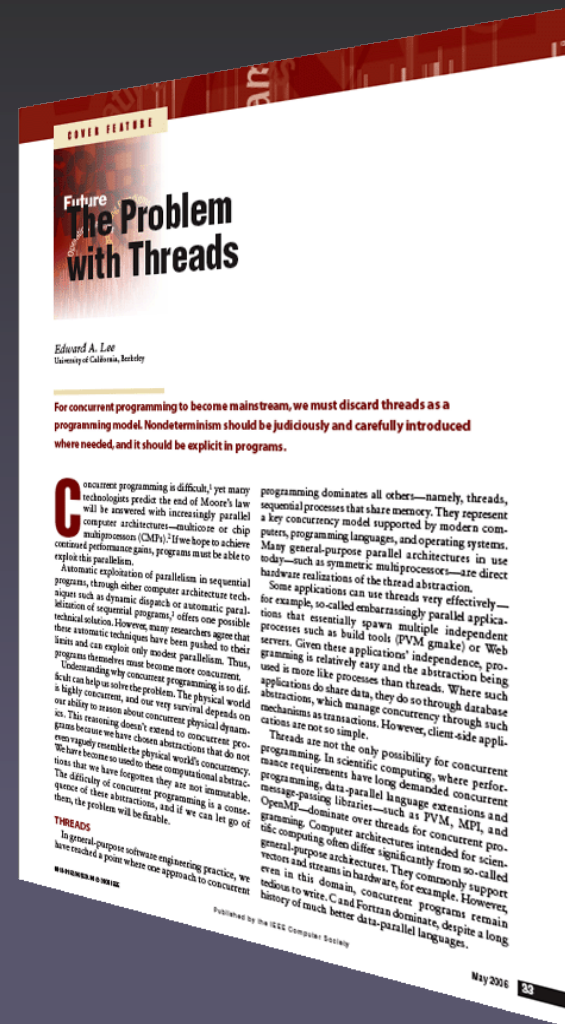 COVER FEATURE
Future
The Problem
with Threads
Edward A. Lee
University of California, Berkeley
For concurrent programming to become mainstream, we must discard threads as a
programming model. Nondeterminism should be judiciously and carefully introduced
where needed, and it should be explicit in programs.
Concurrent programming is difficult,¹ yet many
technologists predict the end of Moore's law
will be answered with increasingly parallel
computer architectures—multicore or chip
multiprocessors (CMPs).² If we hope to achieve
continued performance gains, programs must be able to
exploit this parallelism.
Automatic exploitation of parallelism in sequential
programs, through either computer architecture tech-
niques such as dynamic dispatch or automatic paral-
lelization of sequential programs,³ offers one possible
technical solution. However, many researchers agree that
these automatic techniques have been pushed to their
limits and can exploit only modest parallelism. Thus,
programs themselves must become more concurrent.
Understanding why concurrent programming is so dif-
ficult can help us solve the problem. The physical world
is highly concurrent, and our very survival depends on
our ability to reason about concurrent physical dynam-
ics. This reasoning doesn't extend to concurrent pro-
grams because we have chosen abstractions that do not
even vaguely resemble the physical world's concurrency.
We have become so used to these computational abstrac-
tions that we have forgotten they are not immutable.
The difficulty of concurrent programming is a conse-
quence of these abstractions, and if we can let go of
them, the problem will be fixable.
THREADS
In general-purpose software engineering practice, we
have reached a point where one approach to concurrent
programming dominates all others—namely, threads,
sequential processes that share memory. They represent
a key concurrency model supported by modern com-
puters, programming languages, and operating systems.
Many general-purpose parallel architectures in use
today—such as symmetric multiprocessors—are direct
hardware realizations of the thread abstraction.
Some applications can use threads very effectively—
for example, so-called embarrassingly parallel applica-
tions that essentially spawn multiple independent
processes such as build tools (PVM gmake) or Web
servers. Given these applications' independence, pro-
gramming is relatively easy and the abstraction being
used is more like processes than threads. Where such
applications do share data, they do so through database
abstractions, which manage concurrency through such
mechanisms as transactions. However, client-side appli-
cations are not so simple.
Threads are not the only possibility for concurrent
programming. In scientific computing, where perfor-
mance requirements have long demanded concurrent
programming, data-parallel language extensions and
message-passing libraries—such as PVM, MPI, and
OpenMP—dominate over threads for concurrent pro-
gramming. Computer architectures intended for scien-
tific computing often differ significantly from so-called
general-purpose architectures. They commonly support
vectors and streams in hardware, for example. However,
even in this domain, concurrent programs remain
tedious to write. C and Fortran dominate, despite a long
history of much better data-parallel languages.
Published by the IEEE Computer Society
May 2006
33